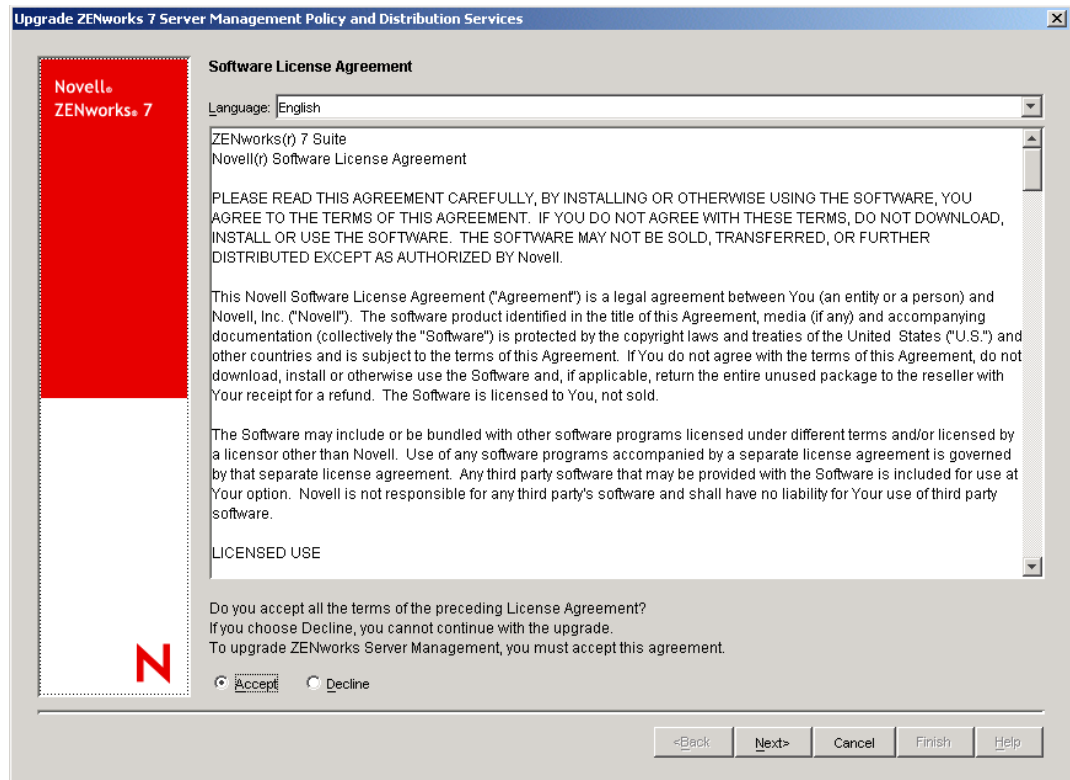 Upgrade ZENworks 7 Server Management Policy and Distribution Services
Novell®
ZENworks® 7
Software License Agreement
Language: English
ZENworks(r) 7 Suite
Novell(r) Software License Agreement
PLEASE READ THIS AGREEMENT CAREFULLY, BY INSTALLING OR OTHERWISE USING THE SOFTWARE, YOU
AGREE TO THE TERMS OF THIS AGREEMENT. IF YOU DO NOT AGREE WITH THESE TERMS, DO NOT DOWNLOAD,
INSTALL OR USE THE SOFTWARE. THE SOFTWARE MAY NOT BE SOLD, TRANSFERRED, OR FURTHER
DISTRIBUTED EXCEPT AS AUTHORIZED BY Novell.
This Novell Software License Agreement ("Agreement") is a legal agreement between You (an entity or a person) and
Novell, Inc. ("Novell"). The software product identified in the title of this Agreement, media (if any) and accompanying
documentation (collectively the "Software") is protected by the copyright laws and treaties of the United States ("U.S.") and
other countries and is subject to the terms of this Agreement. If You do not agree with the terms of this Agreement, do not
download, install or otherwise use the Software and, if applicable, return the entire unused package to the reseller with
Your receipt for a refund. The Software is licensed to You, not sold.
The Software may include or be bundled with other software programs licensed under different terms and/or licensed by
a licensor other than Novell. Use of any software programs accompanied by a separate license agreement is governed
by that separate license agreement. Any third party software that may be provided with the Software is included for use at
Your option. Novell is not responsible for any third party's software and shall have no liability for Your use of third party
software.
LICENSED USE
Do you accept all the terms of the preceding License Agreement?
If you choose Decline, you cannot continue with the upgrade.
To upgrade ZENworks Server Management, you must accept this agreement.
N
Accept Decline
<Back Next> Cancel Finish Help